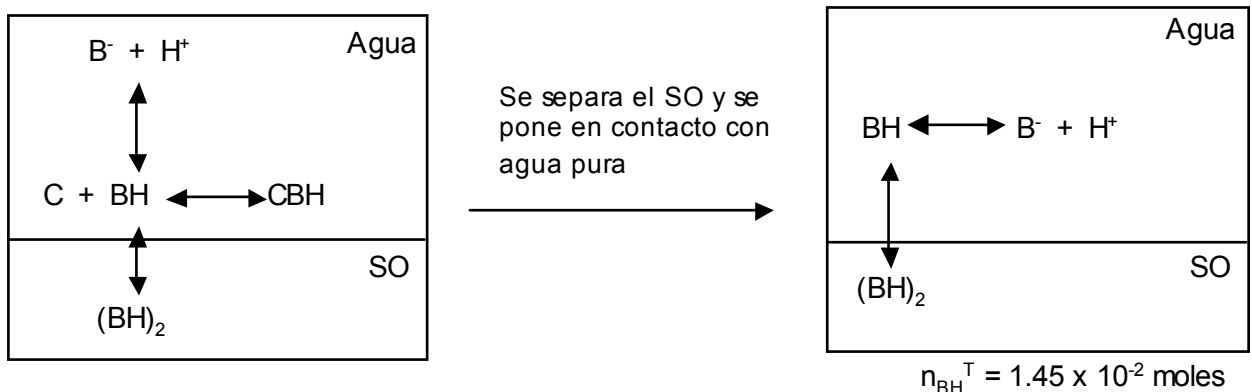 Agua
B⁻ + H⁺
C + BH ⟷ CBH
SO
(BH)₂
Se separa el SO y se
pone en contacto con
agua pura
Agua
BH ⟷ B⁻ + H⁺
SO
(BH)₂
n_BH^T = 1.45 x 10⁻² moles